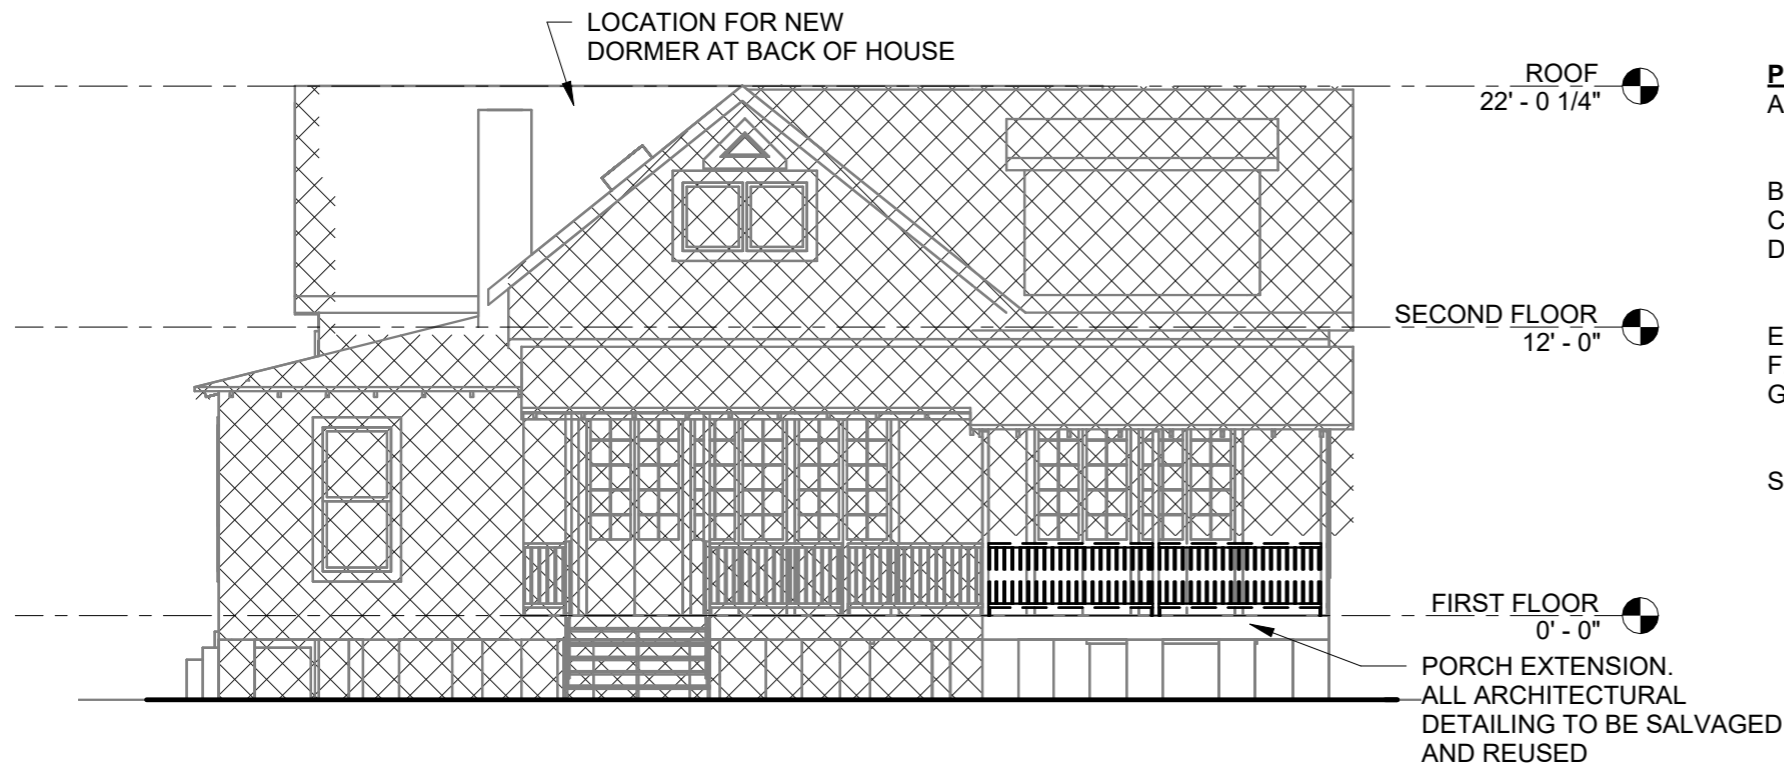 LOCATION FOR NEW
DORMER AT BACK OF HOUSE
ROOF
22' - 0 1/4"
SECOND FLOOR
12' - 0"
FIRST FLOOR
0' - 0"
PORCH EXTENSION.
ALL ARCHITECTURAL
DETAILING TO BE SALVAGED
AND REUSED
P
A
B
C
D
E
F
G
S